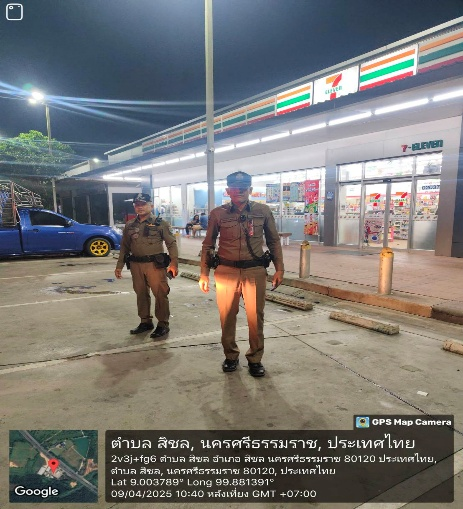 7
ELEVEN
7-ELEVEN
GPS Map Camera
ตำบล สิชล, นครศรีธรรมราช, ประเทศไทย
2v3j+fg6 ตำบล สิชล อำเภอ สิชล นครศรีธรรมราช 80120 ประเทศไทย,
ตำบล สิชล, นครศรีธรรมราช 80120, ประเทศไทย
Lat 9.003789° Long 99.881391°
09/04/2025 10:40 หลังเที่ยง GMT +07:00
Google